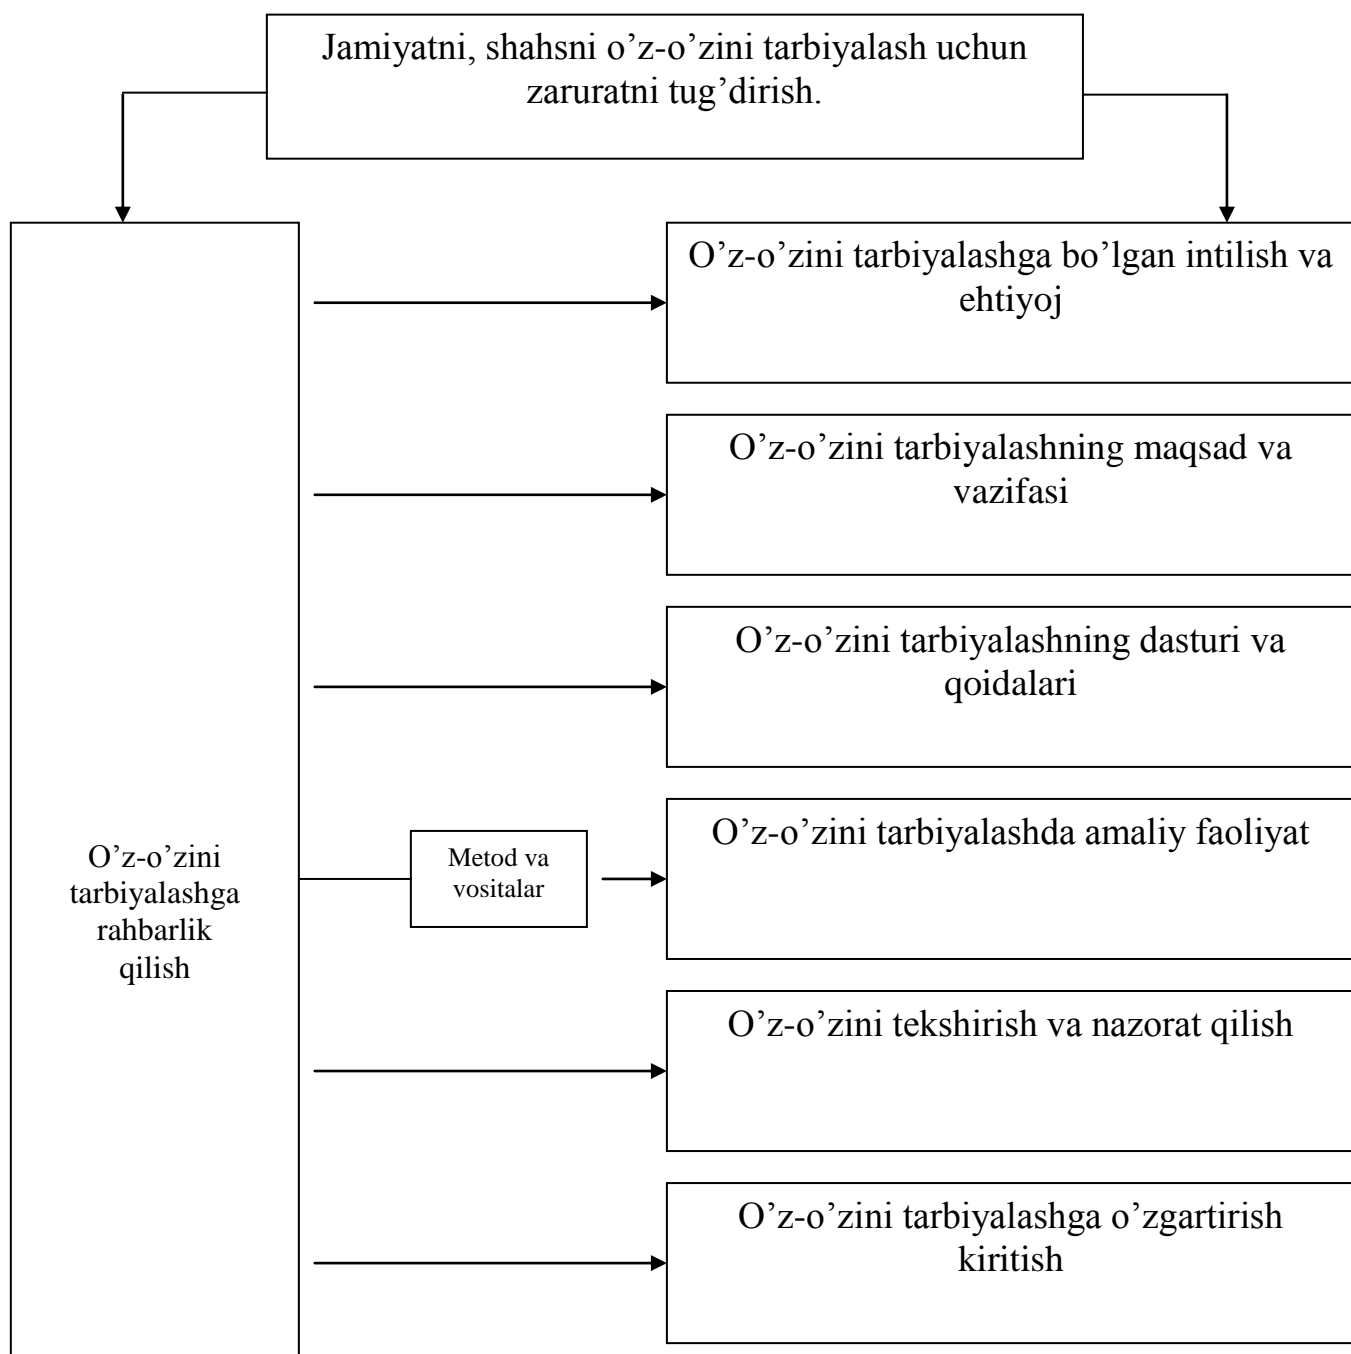 Jamiyatni, shahsni o’z-o’zini tarbiyalash uchun
zaruratni tug’dirish.
O’z-o’zini tarbiyalashga bo’lgan intilish va
ehtiyoj
O’z-o’zini tarbiyalashning maqsad va
vazifasi
O’z-o’zini tarbiyalashning dasturi va
qoidalari
O’z-o’zini
tarbiyalashga
rahbarlik
qilish
Metod va
vositalar
O’z-o’zini tarbiyalashda amaliy faoliyat
O’z-o’zini tekshirish va nazorat qilish
O’z-o’zini tarbiyalashga o’zgartirish
kiritish